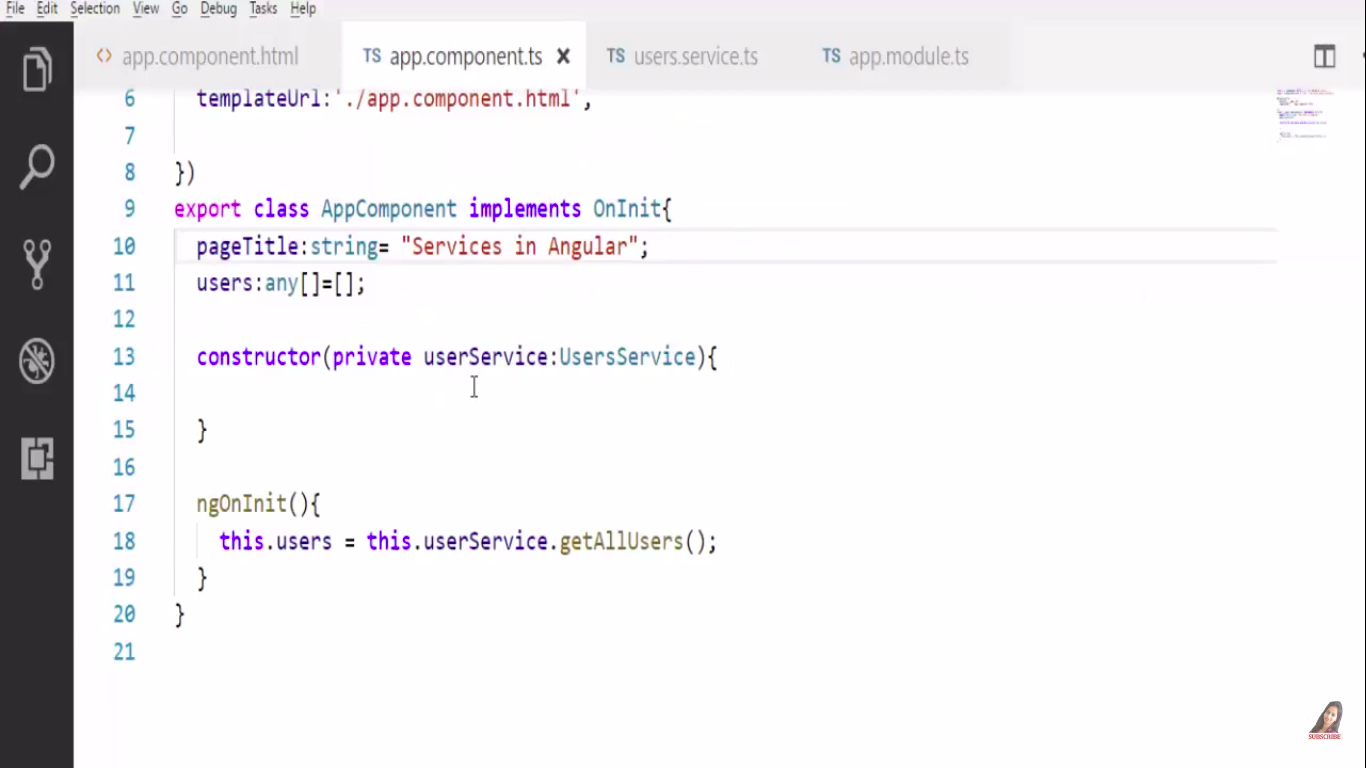 File Edit Selection View Go Debug Tasks Help
<> app.component.html TS app.component.ts TS users.service.ts TS app.module.ts
6 templateUrl:'./app.component.html',
7
8 })
9 export class AppComponent implements OnInit{
10 pageTitle:string= "Services in Angular";
11 users:any[]=[];
12
13 constructor(private userService:UsersService){
14
15 }
16
17 ngOnInit(){
18 this.users = this.userService.getAllUsers();
19 }
20 }
21
SUBSCRIBE